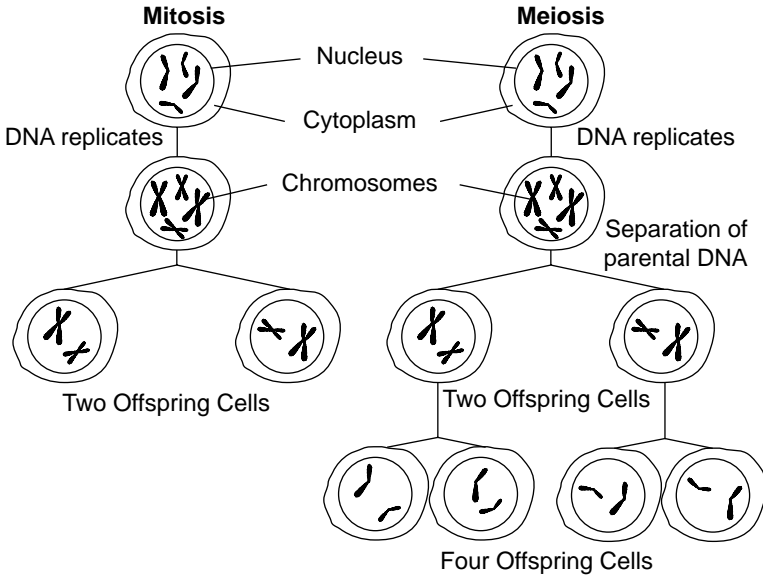 Mitosis
Meiosis
Nucleus
Cytoplasm
DNA replicates
DNA replicates
Chromosomes
Separation of
parental DNA
Two Offspring Cells
Two Offspring Cells
Four Offspring Cells